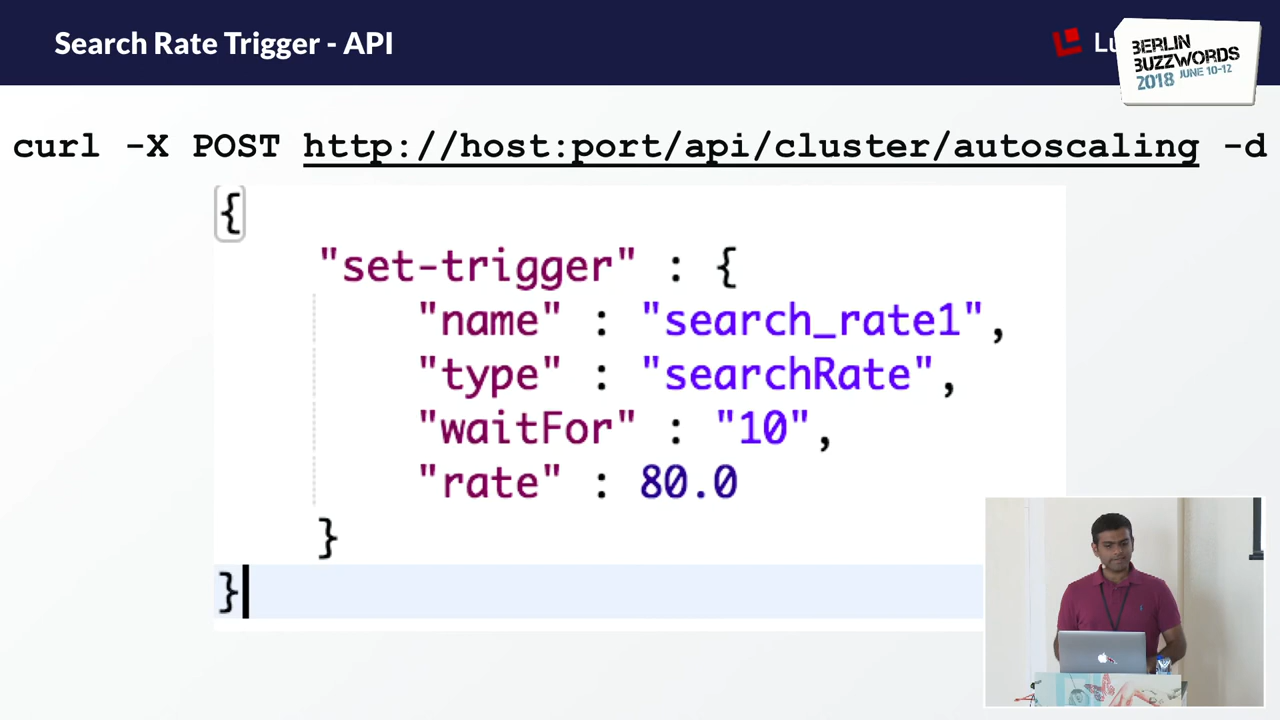 Search Rate Trigger - API
BERLIN
BUZZWORDS
2018 JUNE 10-12
curl -X POST http://host:port/api/cluster/autoscaling -d
{
"set-trigger" : {
"name" : "search_rate1",
"type" : "searchRate",
"waitFor" : "10",
"rate" : 80.0
}
}